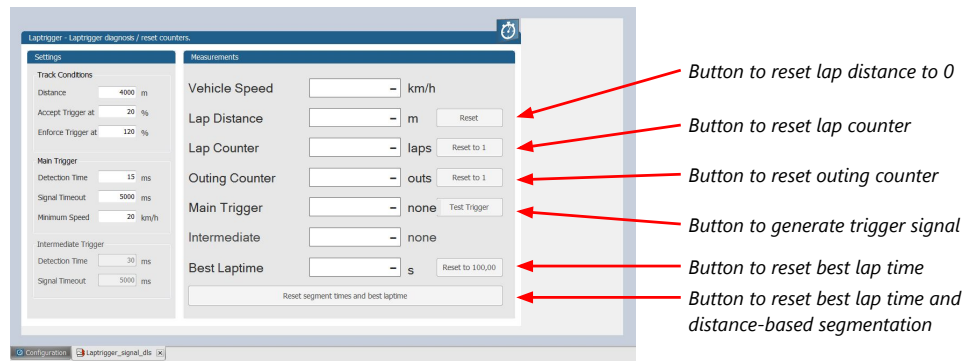 Laptrigger - Laptrigger diagnosis / reset counters.
Settings
Track Conditions
Distance 4000 m
Accept Trigger at 20 %
Enforce Trigger at 120 %
Main Trigger
Detection Time 15 ms
Signal Timeout 5000 ms
Minimum Speed 20 km/h
Intermediate Trigger
Detection Time 30 ms
Signal Timeout 5000 ms
Measurements
Vehicle Speed – km/h
Lap Distance – m Reset
Lap Counter – laps Reset to 1
Outing Counter – outs Reset to 1
Main Trigger – none Test Trigger
Intermediate – none
Best Laptime – s Reset to 100,00
Reset segment times and best laptime
Button to reset lap distance to 0
Button to reset lap counter
Button to reset outing counter
Button to generate trigger signal
Button to reset best lap time
Button to reset best lap time and
distance-based segmentation
Configuration Laptrigger_signal_dls x